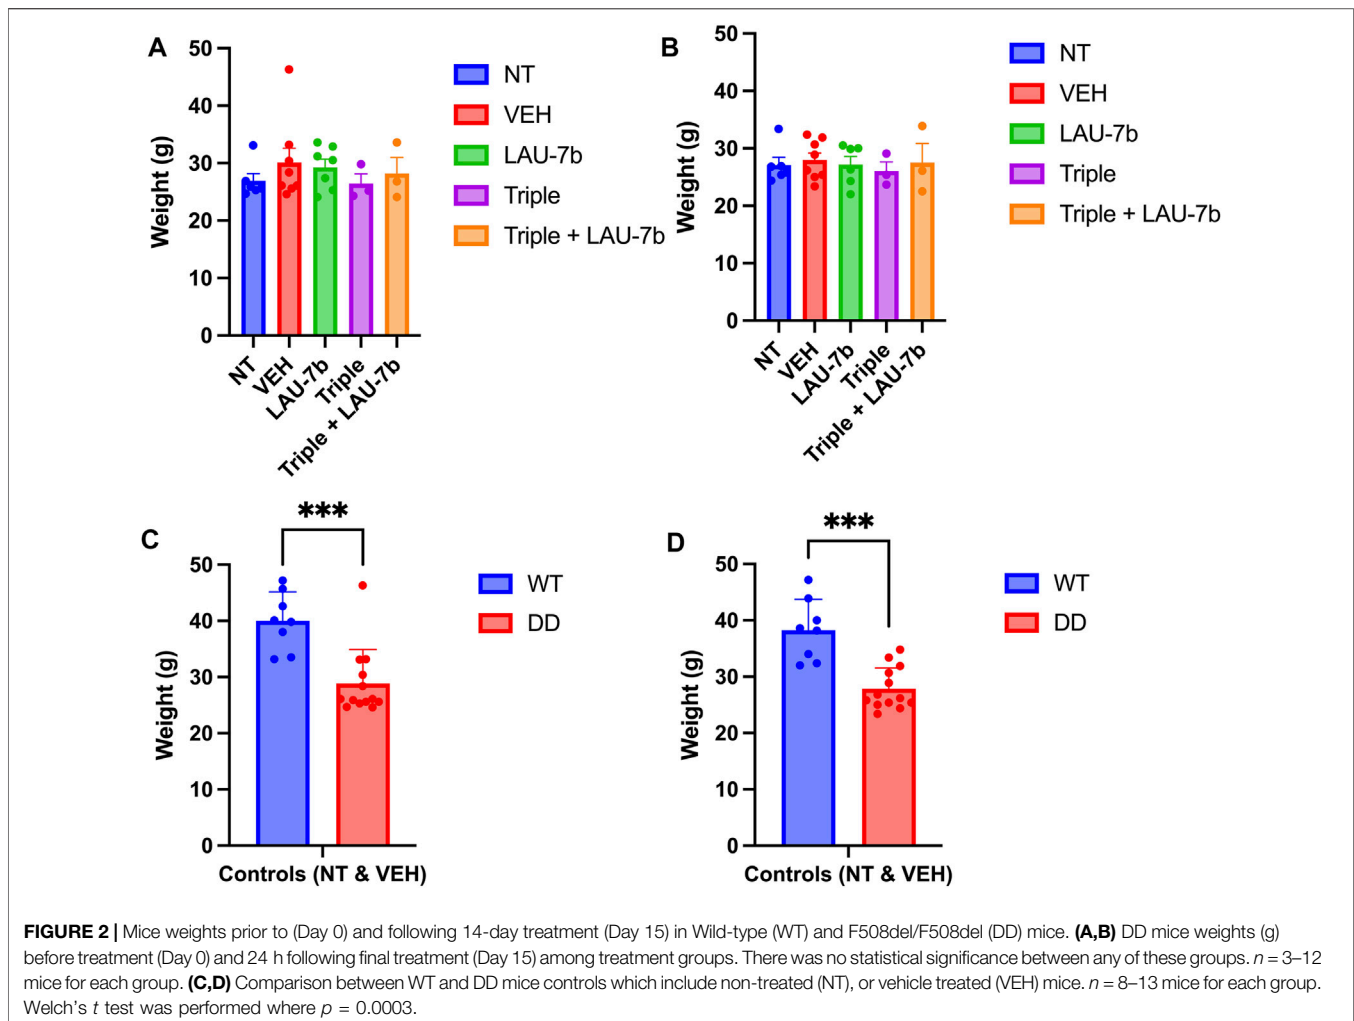 A
50
40
30
20
10
0
Weight (g)
NT
VEH
LAU-7b
Triple
Triple + LAU-7b
NT
VEH
LAU-7b
Triple
Triple + LAU-7b
B
50
40
30
20
10
0
Weight (g)
NT
VEH
LAU-7b
Triple
Triple + LAU-7b
NT
VEH
LAU-7b
Triple
Triple + LAU-7b
C
***
50
40
30
20
10
0
Weight (g)
WT
DD
Controls (NT & VEH)
D
***
50
40
30
20
10
0
Weight (g)
WT
DD
Controls (NT & VEH)
FIGURE 2 | Mice weights prior to (Day 0) and following 14-day treatment (Day 15) in Wild-type (WT) and F508del/F508del (DD) mice. (A,B) DD mice weights (g)
before treatment (Day 0) and 24 h following final treatment (Day 15) among treatment groups. There was no statistical significance between any of these groups. n = 3–12
mice for each group. (C,D) Comparison between WT and DD mice controls which include non-treated (NT), or vehicle treated (VEH) mice. n = 8–13 mice for each group.
Welch's t test was performed where p = 0.0003.